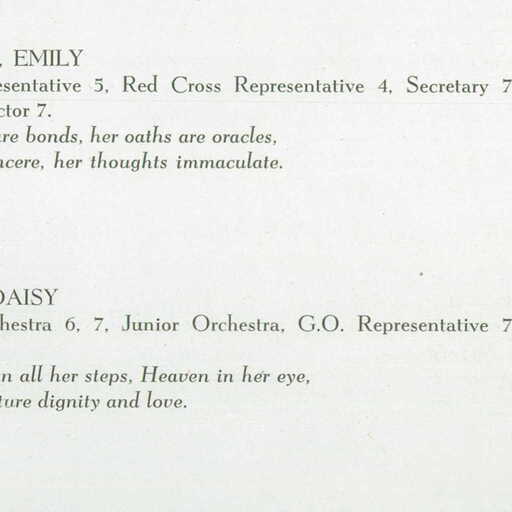 , EMILY
esentative 5, Red Cross Representative 4, Secretary 7
ctor 7.
are bonds, her oaths are oracles,
ncere, her thoughts immaculate.
DAISY
hestra 6, 7, Junior Orchestra, G.O. Representative 7
n all her steps, Heaven in her eye,
ture dignity and love.